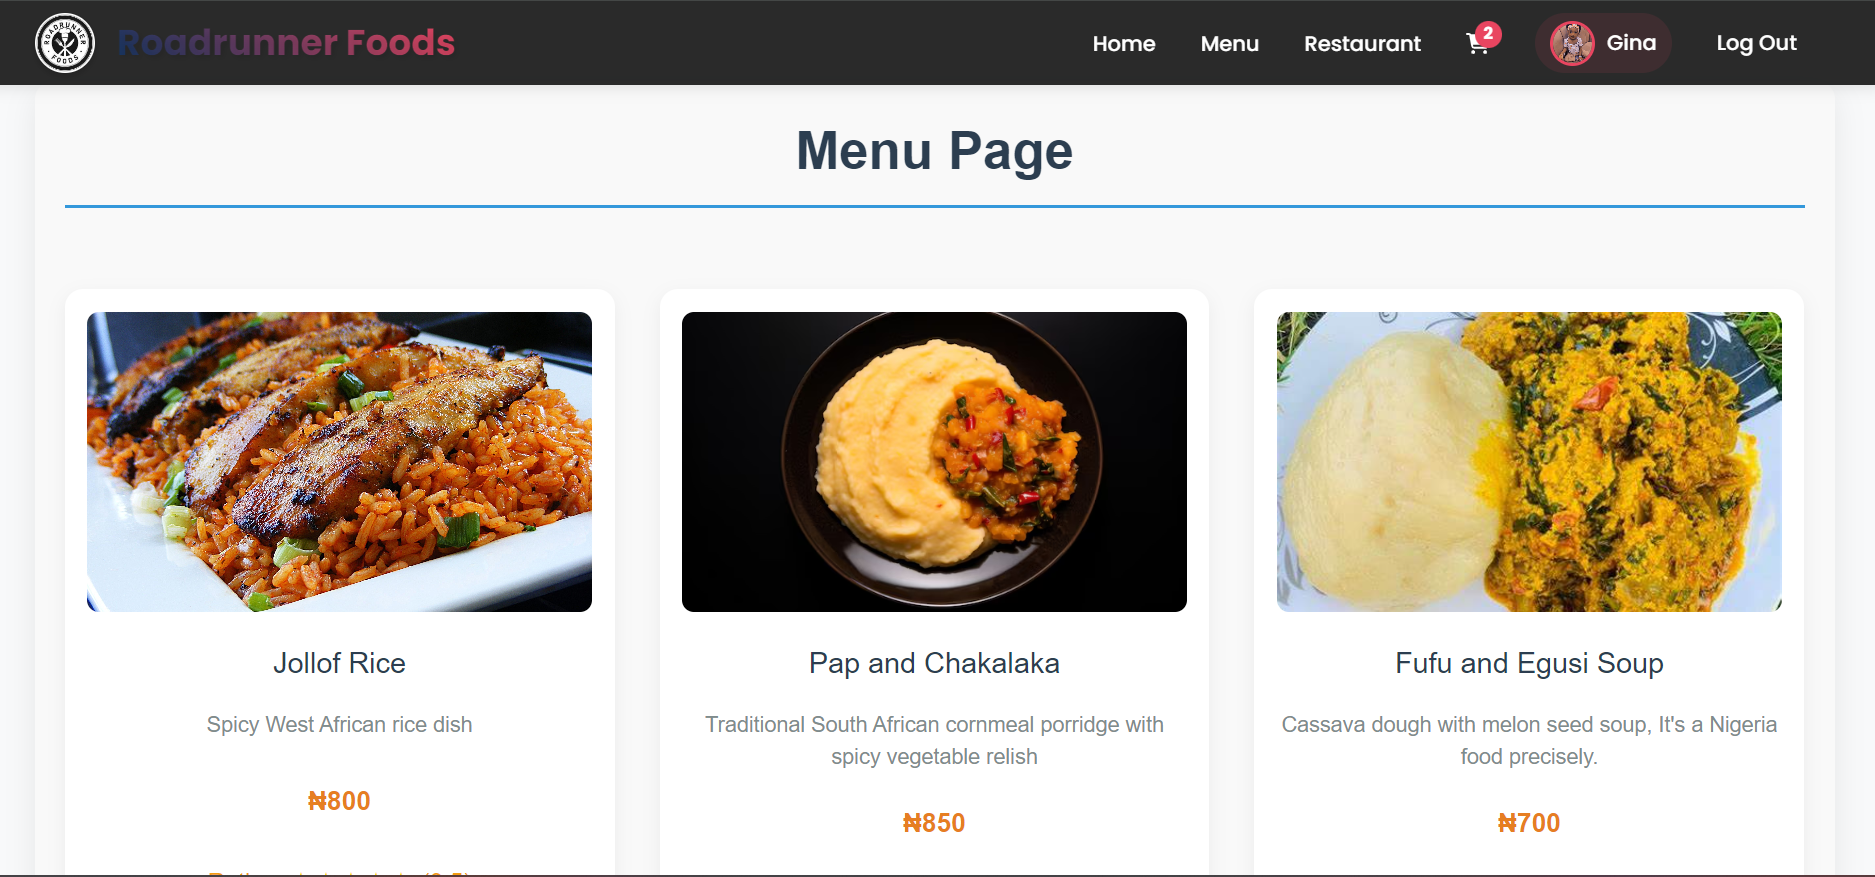 ROADRUNNER
FOODS
Roadrunner Foods
Home
Menu
Restaurant
2
Gina
Log Out
Menu Page
Jollof Rice
Spicy West African rice dish
₦800
Pap and Chakalaka
Traditional South African cornmeal porridge with
spicy vegetable relish
₦850
Fufu and Egusi Soup
Cassava dough with melon seed soup, It's a Nigeria
food precisely.
₦700